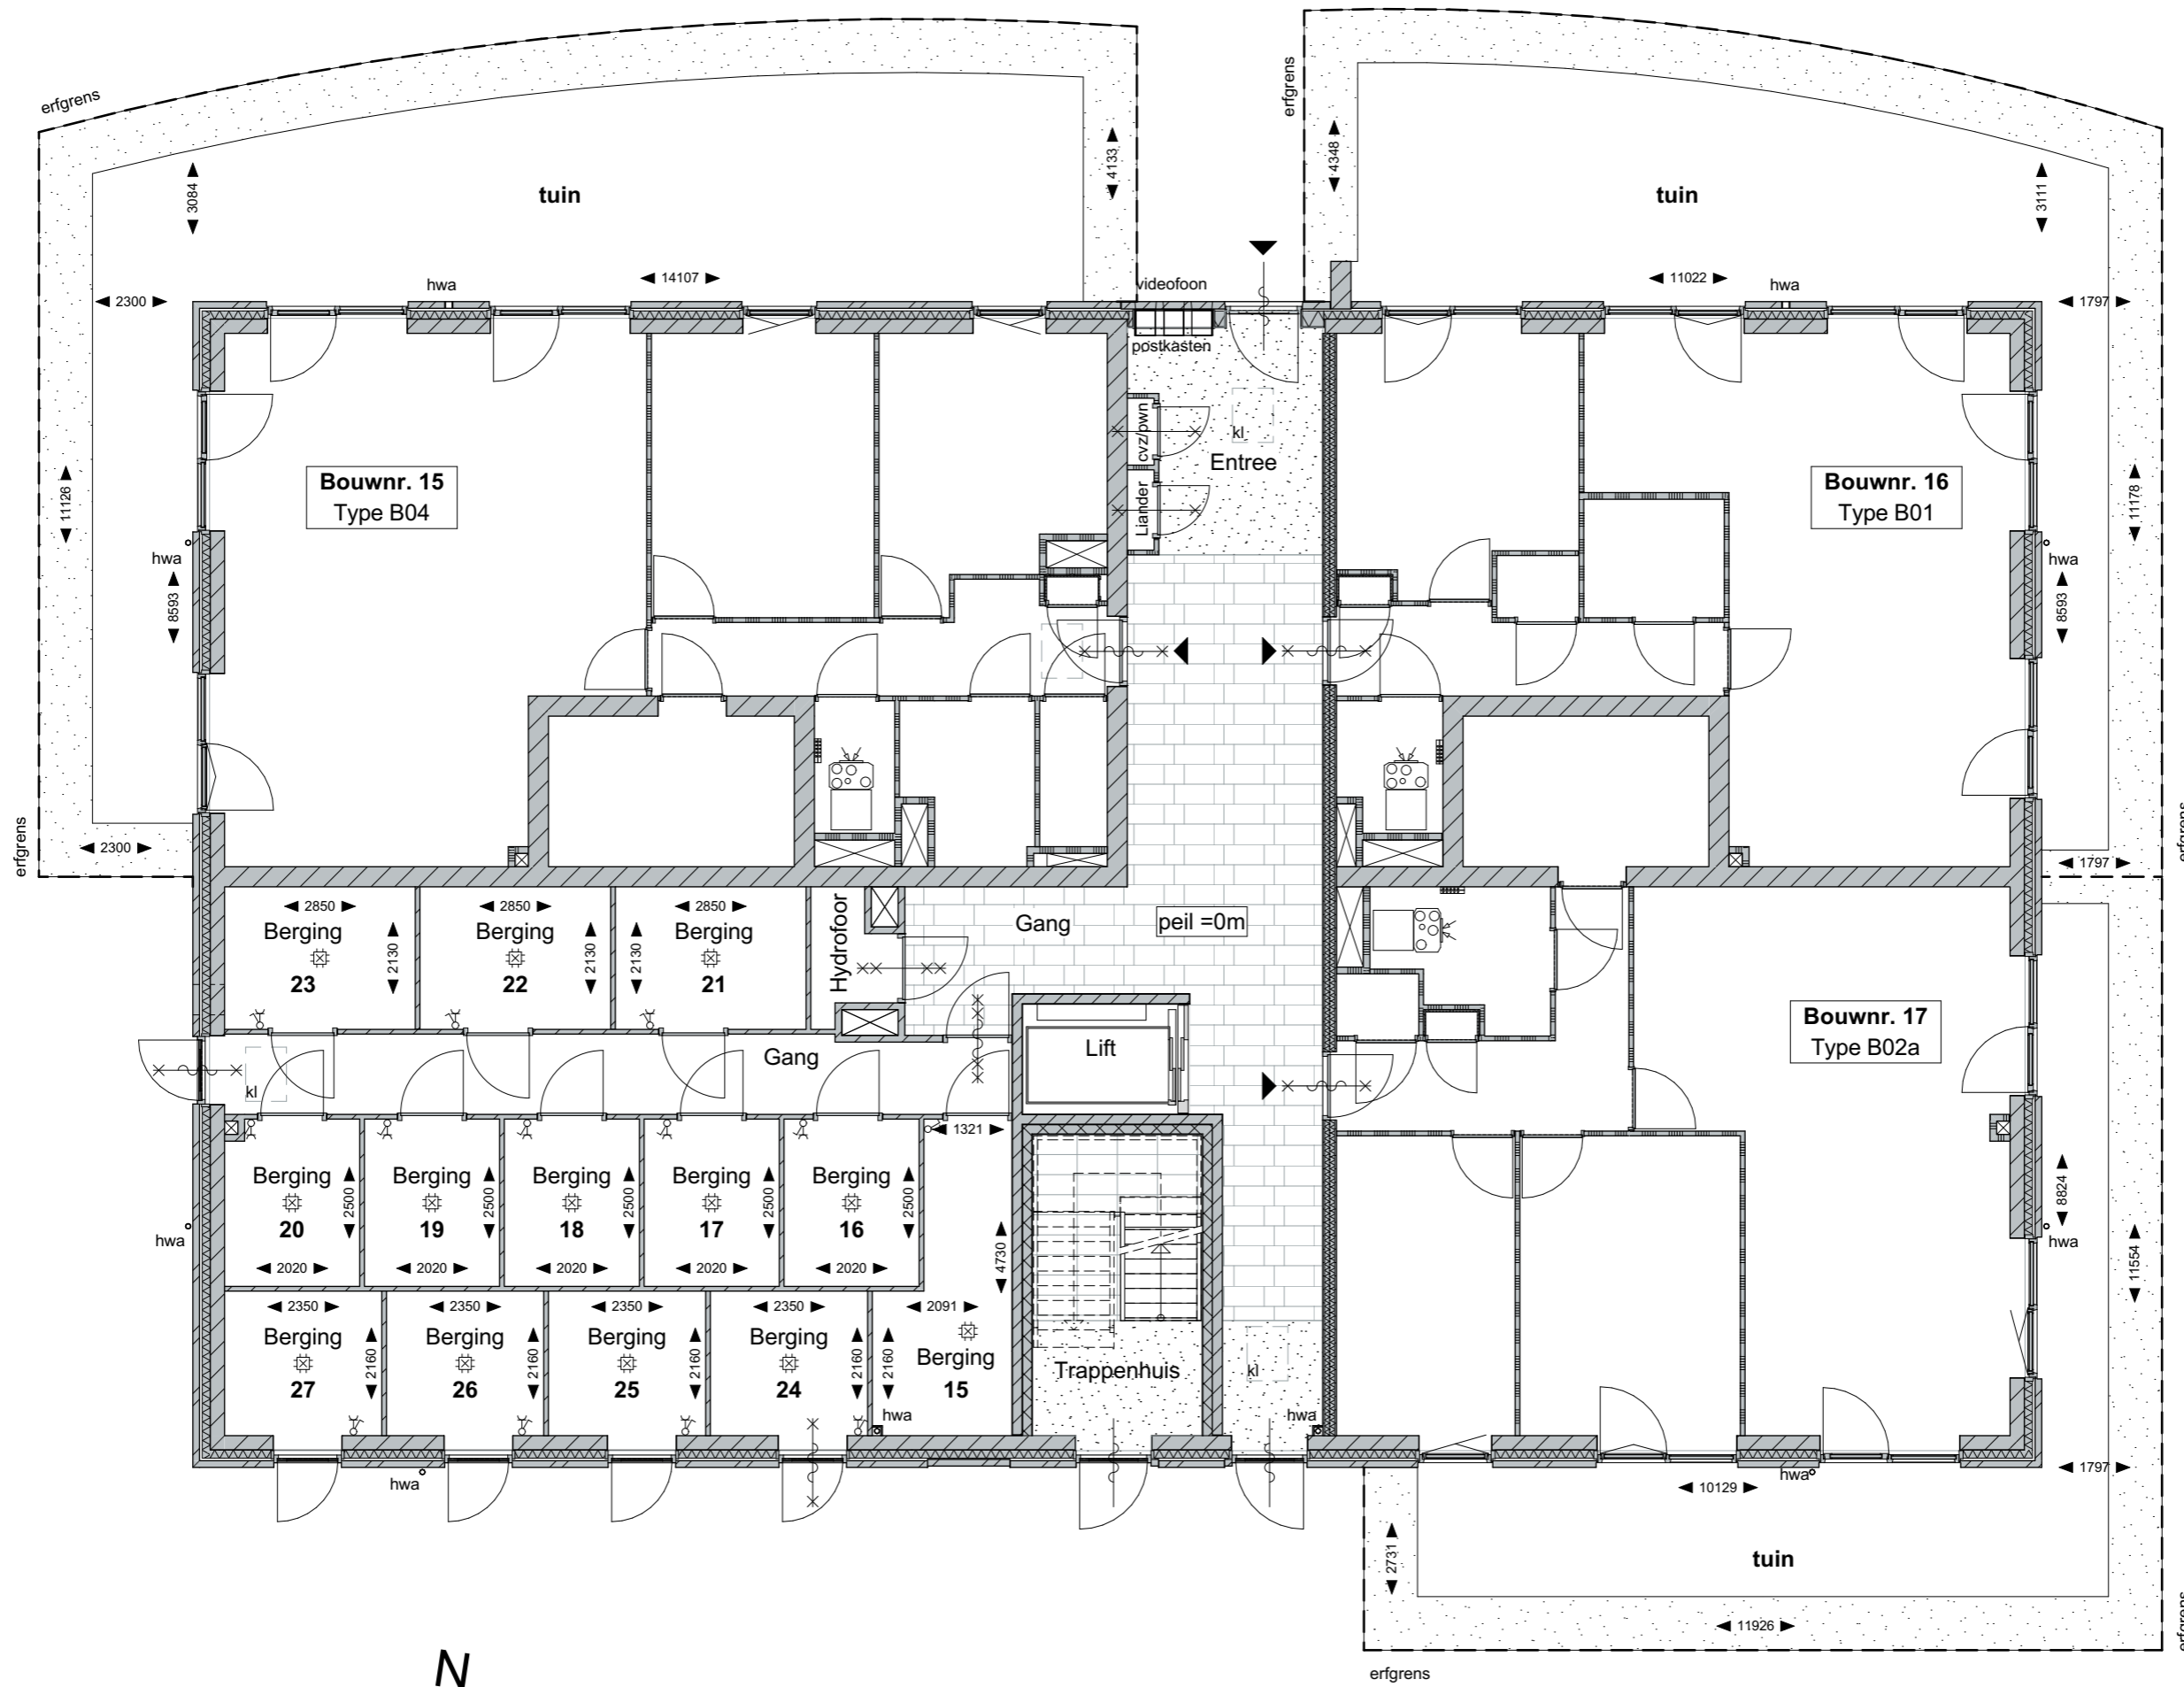 erfgrens
erfgrens
3084
tuin
4133
4348
tuin
3111
2300
hwa
14107
videofoon
11022
hwa
1797
postkasten
cvz/pwn
kl
Entree
Liander
Bouwnr. 15
Type B04
Bouwnr. 16
Type B01
11126
hwa
8593
11178
hwa
8593
erfgrens
2300
erfgrens
1797
2850
Berging
2130
23
2850
Berging
2130
22
2850
Berging
2130
21
Hydrofoor
Gang
peil =0m
Gang
Lift
kl
Bouwnr. 17
Type B02a
1321
Berging
2500
20
2020
Berging
2500
19
2020
Berging
2500
18
2020
Berging
2500
17
2020
Berging
2500
16
2020
4730
hwa
8824
hwa
11554
2350
Berging
2160
27
2350
Berging
2160
26
2350
Berging
2160
25
2350
Berging
2160
24
2091
2160
Berging
15
Trappenhuis
kl
hwa
hwa
hwa
hwa
10129
1797
2731
tuin
11926
erfgrens
erfgrens
N